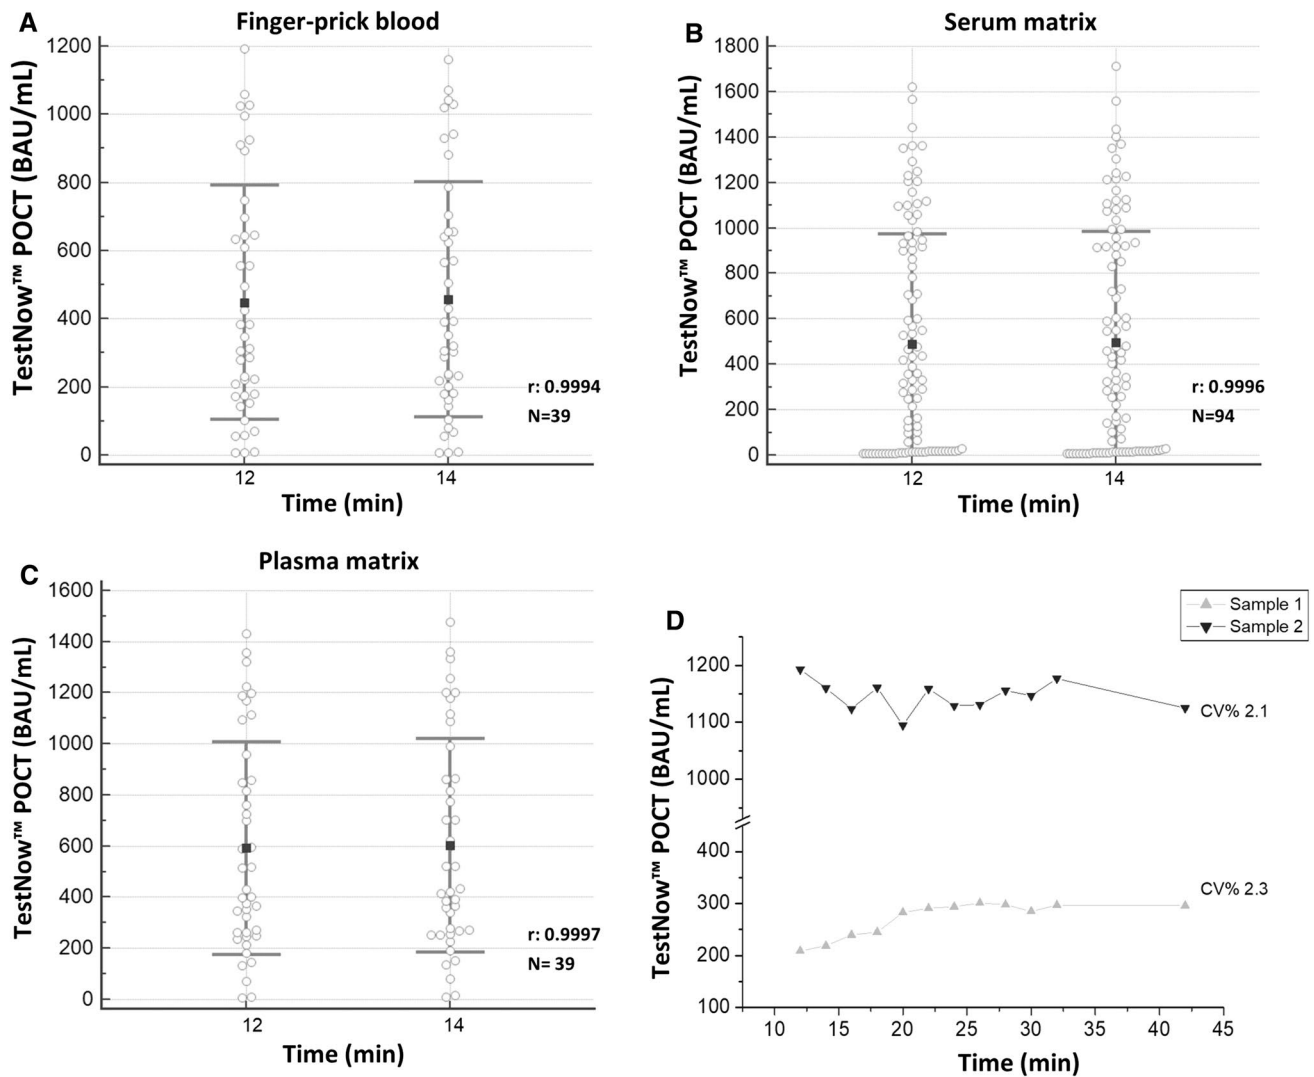 A
Finger-prick blood
TestNow™ POCT (BAU/mL)
1200
1000
800
600
400
200
0
r: 0.9994
N=39
12
14
Time (min)
B
Serum matrix
TestNow™ POCT (BAU/mL)
1800
1600
1400
1200
1000
800
600
400
200
0
r: 0.9996
N=94
12
14
Time (min)
C
Plasma matrix
TestNow™ POCT (BAU/mL)
1600
1400
1200
1000
800
600
400
200
0
r: 0.9997
N= 39
12
14
Time (min)
D
Sample 1
Sample 2
TestNow™ POCT (BAU/mL)
1200
1100
1000
400
300
200
100
CV% 2.1
CV% 2.3
10 15 20 25 30 35 40 45
Time (min)